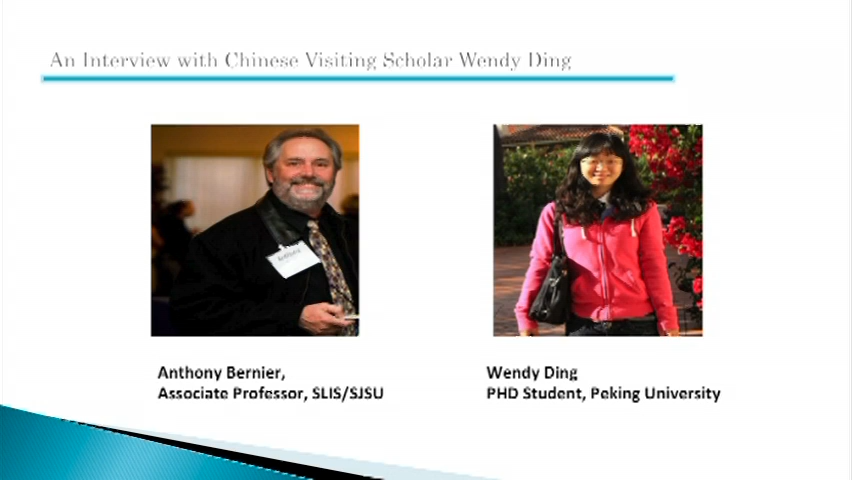 An Interview with Chinese Visiting Scholar Wendy Ding
Anthony Bernier,
Associate Professor, SLIS/SJSU
Wendy Ding
PHD Student, Peking University